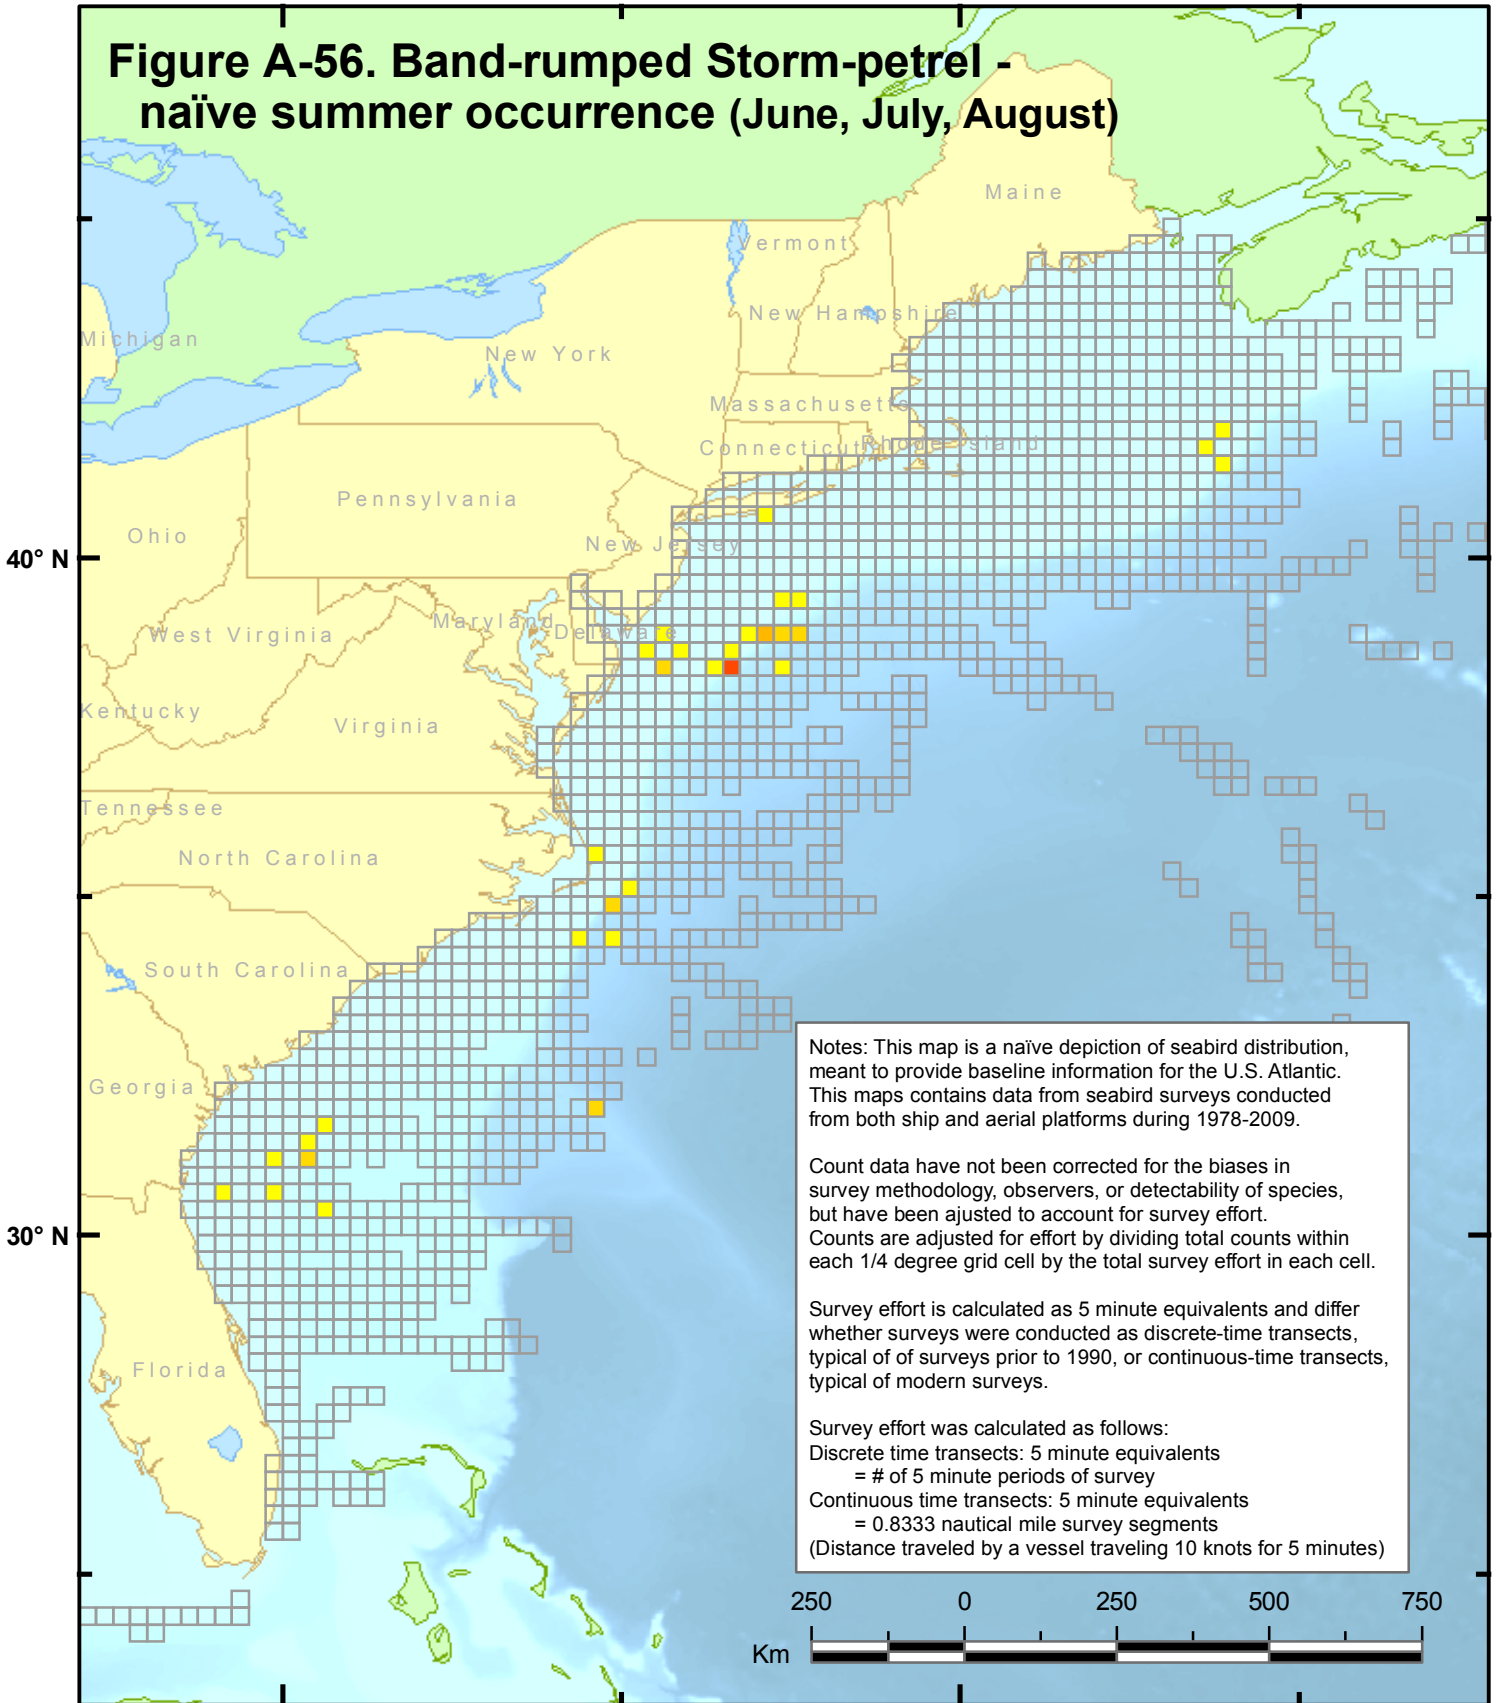 Figure A-56. Band-rumped Storm-petrel -
naïve summer occurrence (June, July, August)
Maine
Vermont
New Hampshire
Michigan
New York
Massachusetts
Connecticut
Rhode Island
Pennsylvania
Ohio
New Jersey
40° N
Maryland
Delaware
West Virginia
Kentucky
Virginia
Tennessee
North Carolina
South Carolina
Georgia
30° N
Florida
Notes: This map is a naïve depiction of seabird distribution,
meant to provide baseline information for the U.S. Atlantic.
This maps contains data from seabird surveys conducted
from both ship and aerial platforms during 1978-2009.
Count data have not been corrected for the biases in
survey methodology, observers, or detectability of species,
but have been ajusted to account for survey effort.
Counts are adjusted for effort by dividing total counts within
each 1/4 degree grid cell by the total survey effort in each cell.
Survey effort is calculated as 5 minute equivalents and differ
whether surveys were conducted as discrete-time transects,
typical of of surveys prior to 1990, or continuous-time transects,
typical of modern surveys.
Survey effort was calculated as follows:
Discrete time transects: 5 minute equivalents
= # of 5 minute periods of survey
Continuous time transects: 5 minute equivalents
= 0.8333 nautical mile survey segments
(Distance traveled by a vessel traveling 10 knots for 5 minutes)
250 0 250 500 750
Km